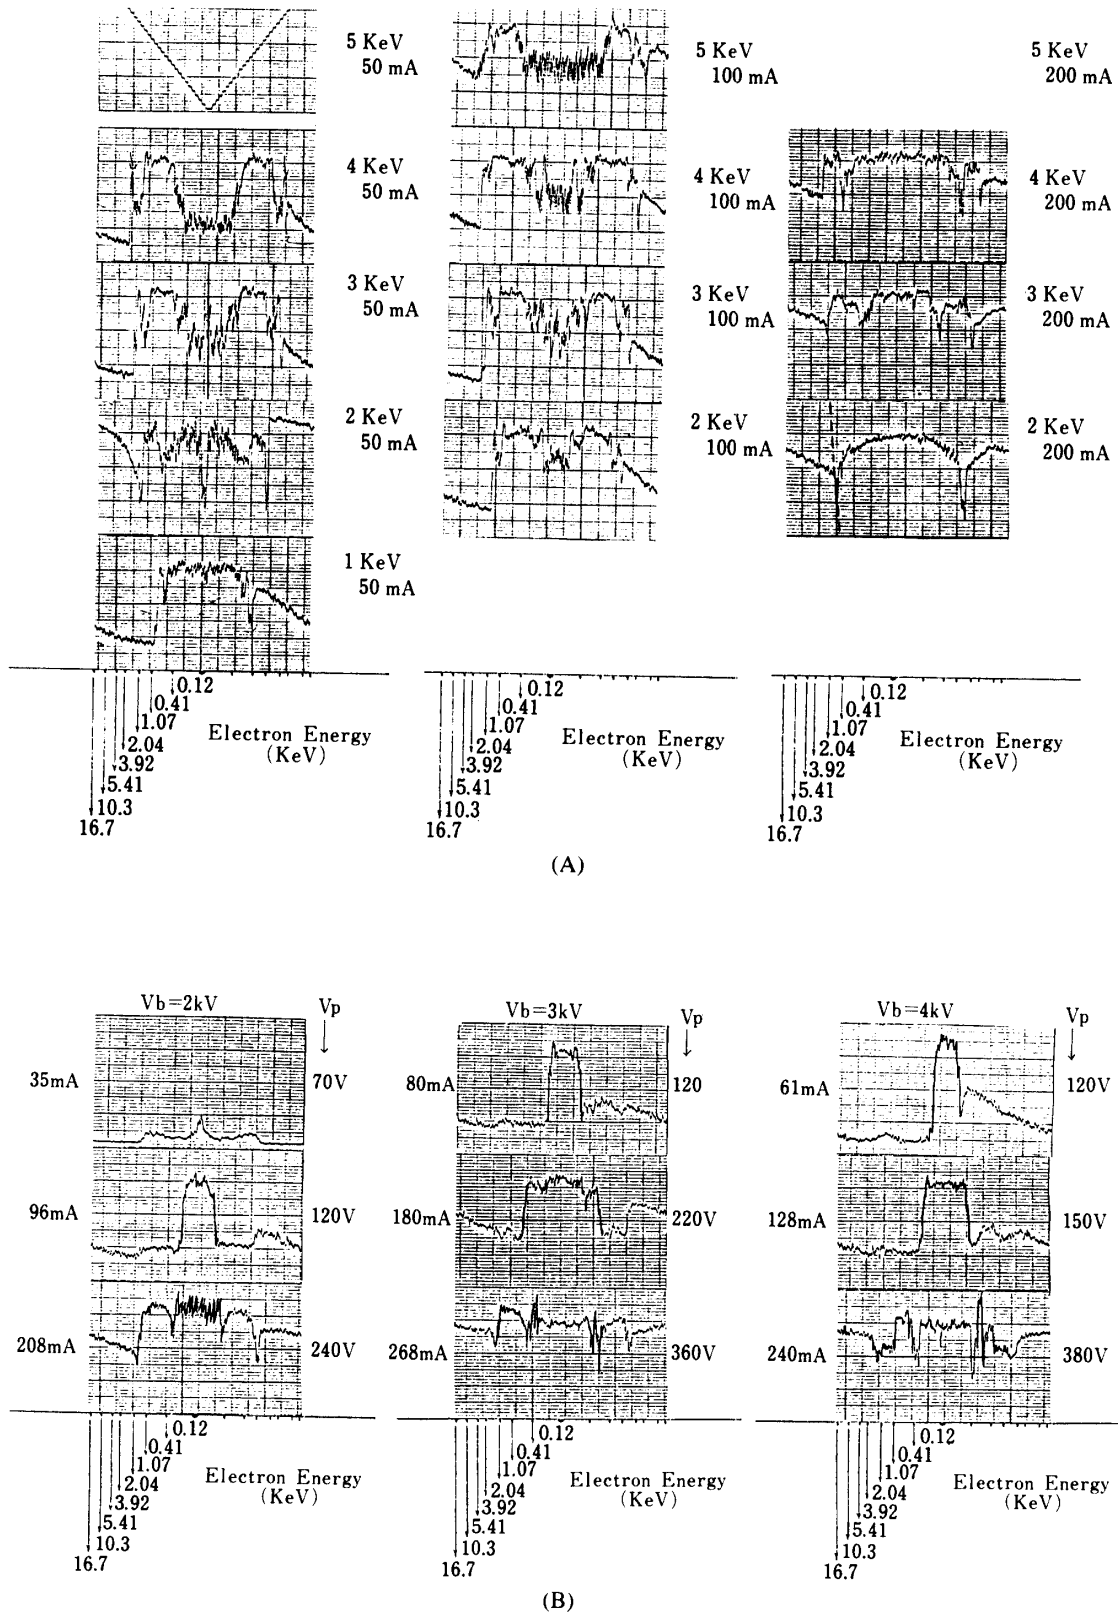 5 KeV
50 mA
4 KeV
50 mA
3 KeV
50 mA
2 KeV
50 mA
1 KeV
50 mA
0.12
0.41
1.07
2.04
3.92
5.41
10.3
16.7
Electron Energy
(KeV)
5 KeV
100 mA
4 KeV
100 mA
3 KeV
100 mA
2 KeV
100 mA
0.12
0.41
1.07
2.04
3.92
5.41
10.3
16.7
Electron Energy
(KeV)
5 KeV
200 mA
4 KeV
200 mA
3 KeV
200 mA
2 KeV
200 mA
0.12
0.41
1.07
2.04
3.92
5.41
10.3
16.7
Electron Energy
(KeV)
(A)
Vb=2kV
Vp
35mA
70V
96mA
120V
208mA
240V
0.12
0.41
1.07
2.04
3.92
5.41
10.3
16.7
Electron Energy
(KeV)
Vb=3kV
Vp
80mA
120
180mA
220V
268mA
360V
0.12
0.41
1.07
2.04
3.92
5.41
10.3
16.7
Electron Energy
(KeV)
Vb=4kV
Vp
61mA
120V
128mA
150V
240mA
380V
0.12
0.41
1.07
2.04
3.92
5.41
10.3
16.7
Electron Energy
(KeV)
(B)